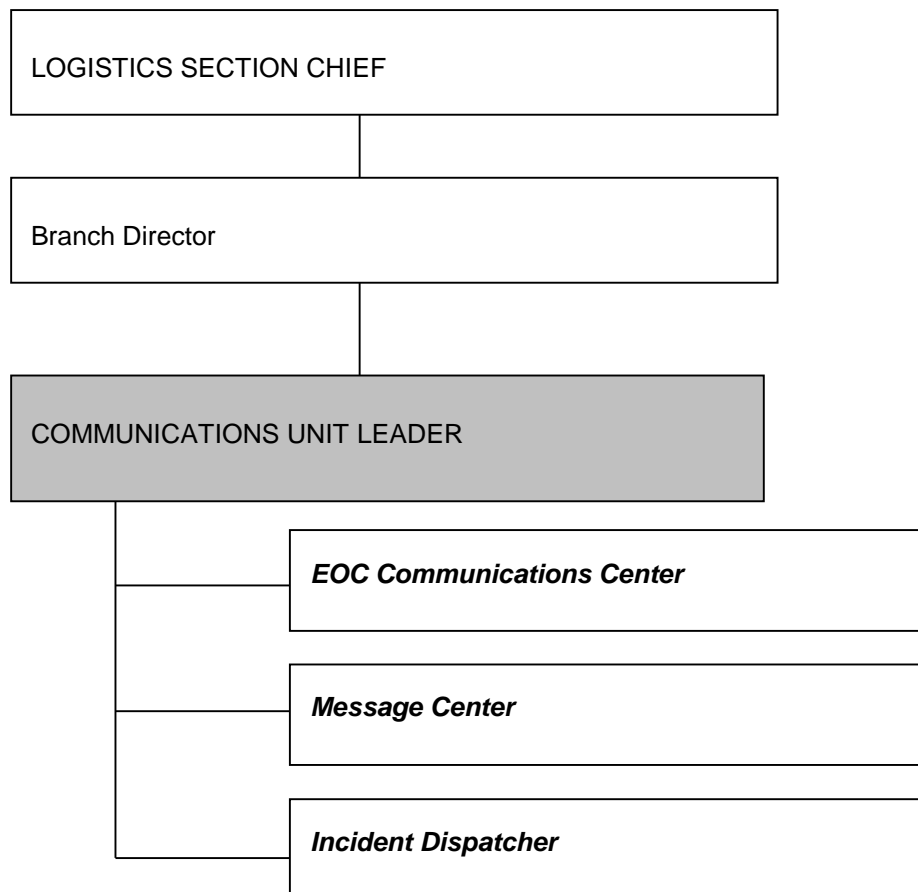 LOGISTICS SECTION CHIEF
Branch Director
COMMUNICATIONS UNIT LEADER
EOC Communications Center
Message Center
Incident Dispatcher